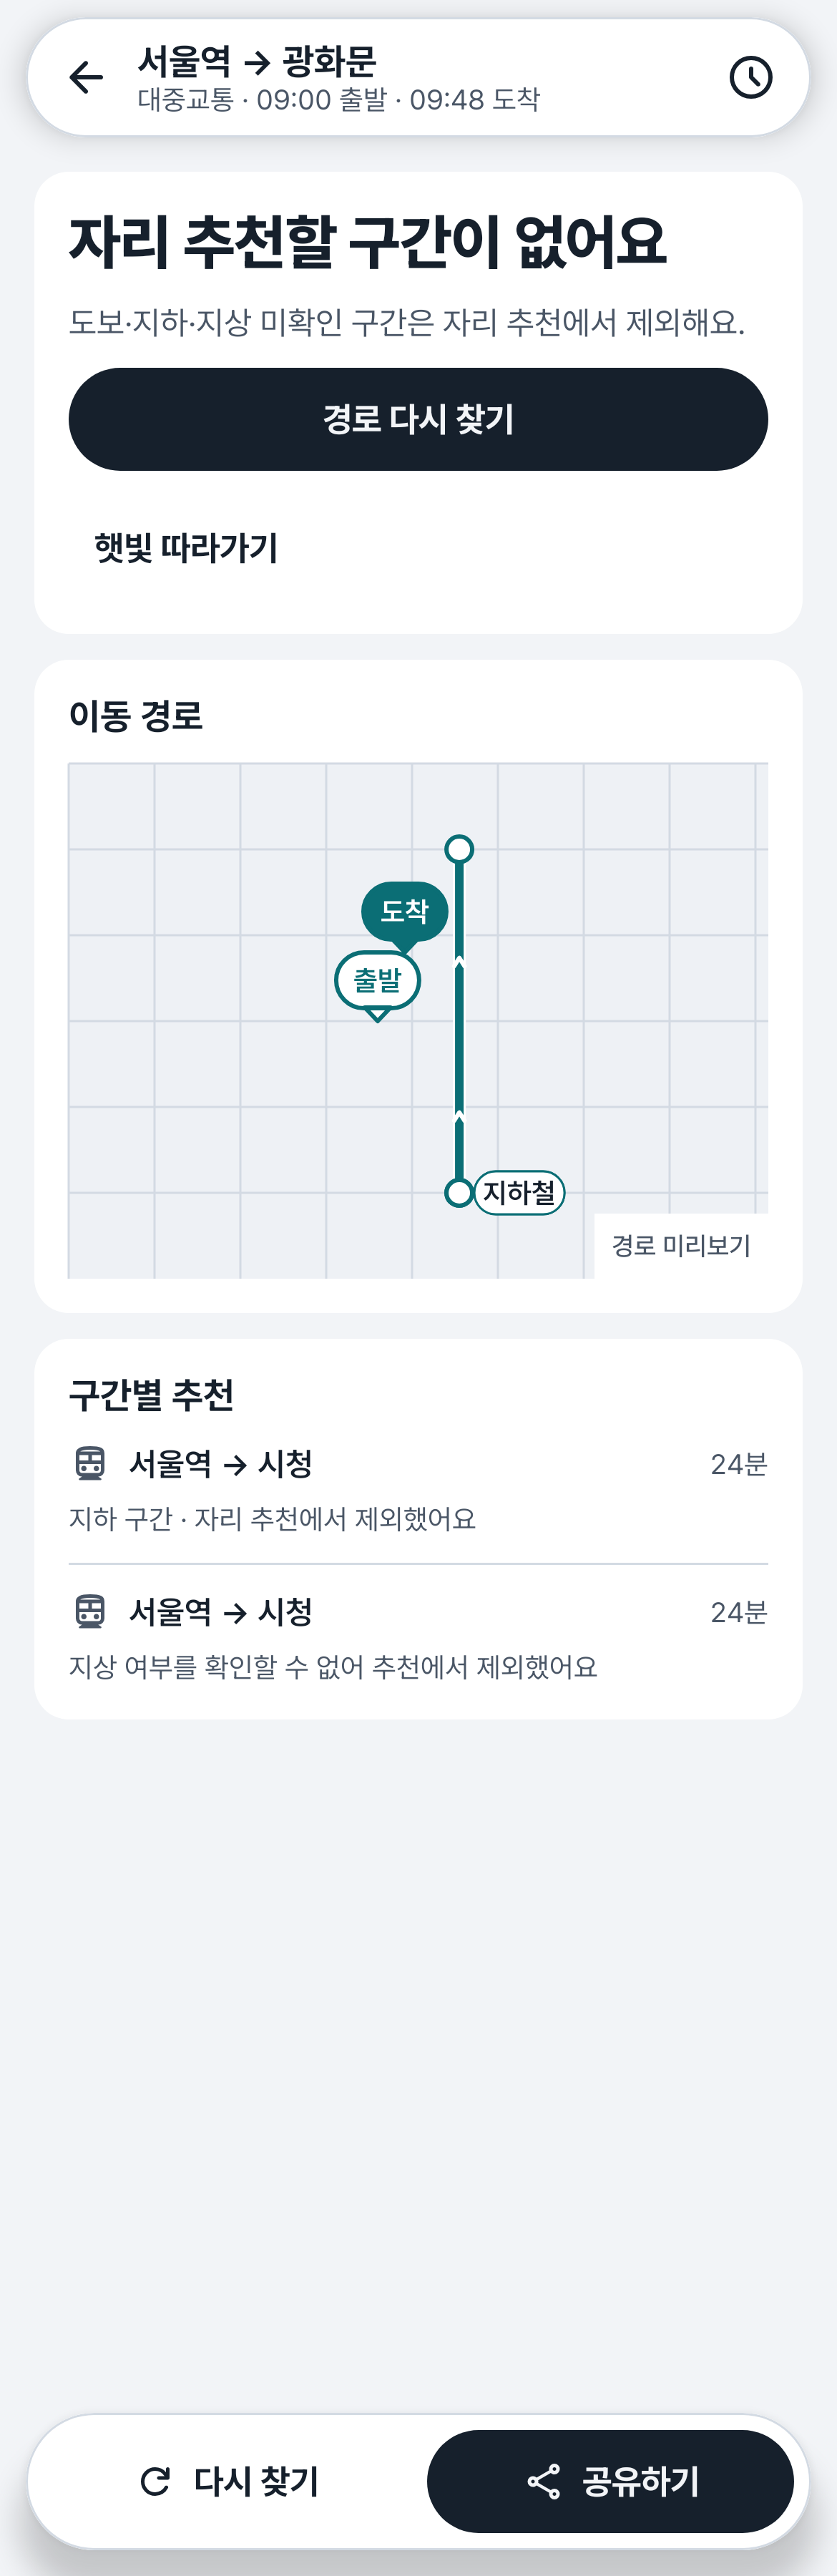 서울역 → 광화문
대중교통 · 09:00 출발 · 09:48 도착
자리 추천할 구간이 없어요
도보·지하·지상 미확인 구간은 자리 추천에서 제외해요.
경로 다시 찾기
햇빛 따라가기
이동 경로
도착
출발
지하철
경로 미리보기
구간별 추천
서울역 → 시청 24분
지하 구간 · 자리 추천에서 제외했어요
서울역 → 시청 24분
지상 여부를 확인할 수 없어 추천에서 제외했어요
다시 찾기 공유하기